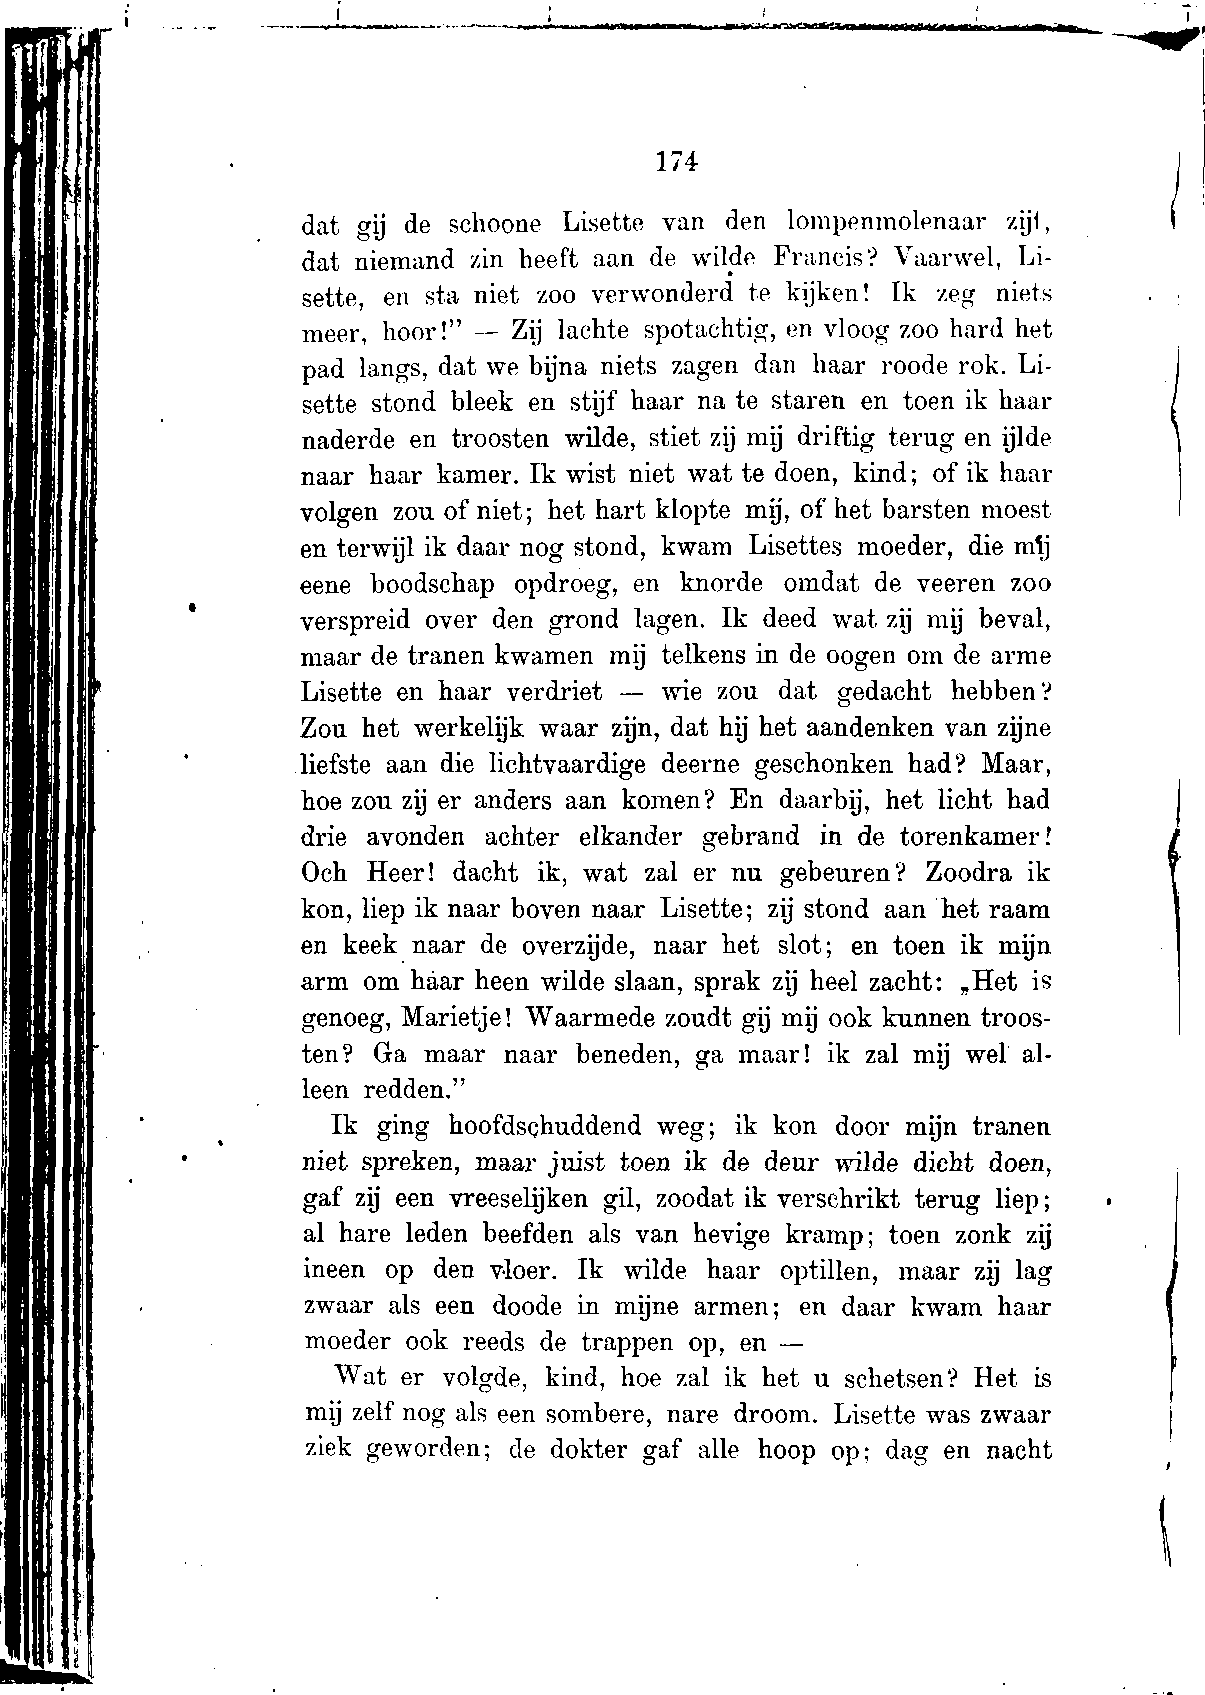 174
dat gij de schoone Lisette van den lompenmolenaar zijt,
dat niemand zin heeft aan de wilde Francis? Vaarwel, Li-
sette, en sta niet zoo verwonderd te kijken! Ik zeg niets
meer, hoor!” — Zij lachte spotachtig, en vloog zoo hard het
pad langs, dat we bijna niets zagen dan haar roode rok. Li-
sette stond bleek en stijf haar na te staren en toen ik haar
naderde en troosten wilde, stiet zij mij driftig terug en ijlde
naar haar kamer. Ik wist niet wat te doen, kind; of ik haar
volgen zou of niet; het hart klopte mij, of het barsten moest
en terwijl ik daar nog stond, kwam Lisettes moeder, die mij
eene boodschap opdroeg, en knorde omdat de veeren zoo
verspreid over den grond lagen. Ik deed wat zij mij beval,
maar de tranen kwamen mij telkens in de oogen om de arme
Lisette en haar verdriet — wie zou dat gedacht hebben?
Zou het werkelijk waar zijn, dat hij het aandenken van zijne
liefste aan die lichtvaardige deerne geschonken had? Maar,
hoe zou zij er anders aan komen? En daarbij, het licht had
drie avonden achter elkander gebrand in de torenkamer!
Och Heer! dacht ik, wat zal er nu gebeuren? Zoodra ik
kon, liep ik naar boven naar Lisette; zij stond aan het raam
en keek naar de overzijde, naar het slot; en toen ik mijn
arm om haar heen wilde slaan, sprak zij heel zacht: „Het is
genoeg, Marietje! Waarmede zoudt gij mij ook kunnen troos-
ten? Ga maar naar beneden, ga maar! ik zal mij wel al-
leen redden.”
Ik ging hoofdschuddend weg; ik kon door mijn tranen
niet spreken, maar juist toen ik de deur wilde dicht doen,
gaf zij een vreeselijken gil, zoodat ik verschrikt terug liep;
al hare leden beefden als van hevige kramp; toen zonk zij
ineen op den vloer. Ik wilde haar optillen, maar zij lag
zwaar als een doode in mijne armen; en daar kwam haar
moeder ook reeds de trappen op, en —
Wat er volgde, kind, hoe zal ik het u schetsen? Het is
mij zelf nog als een sombere, nare droom. Lisette was zwaar
ziek geworden; de dokter gaf alle hoop op; dag en nacht